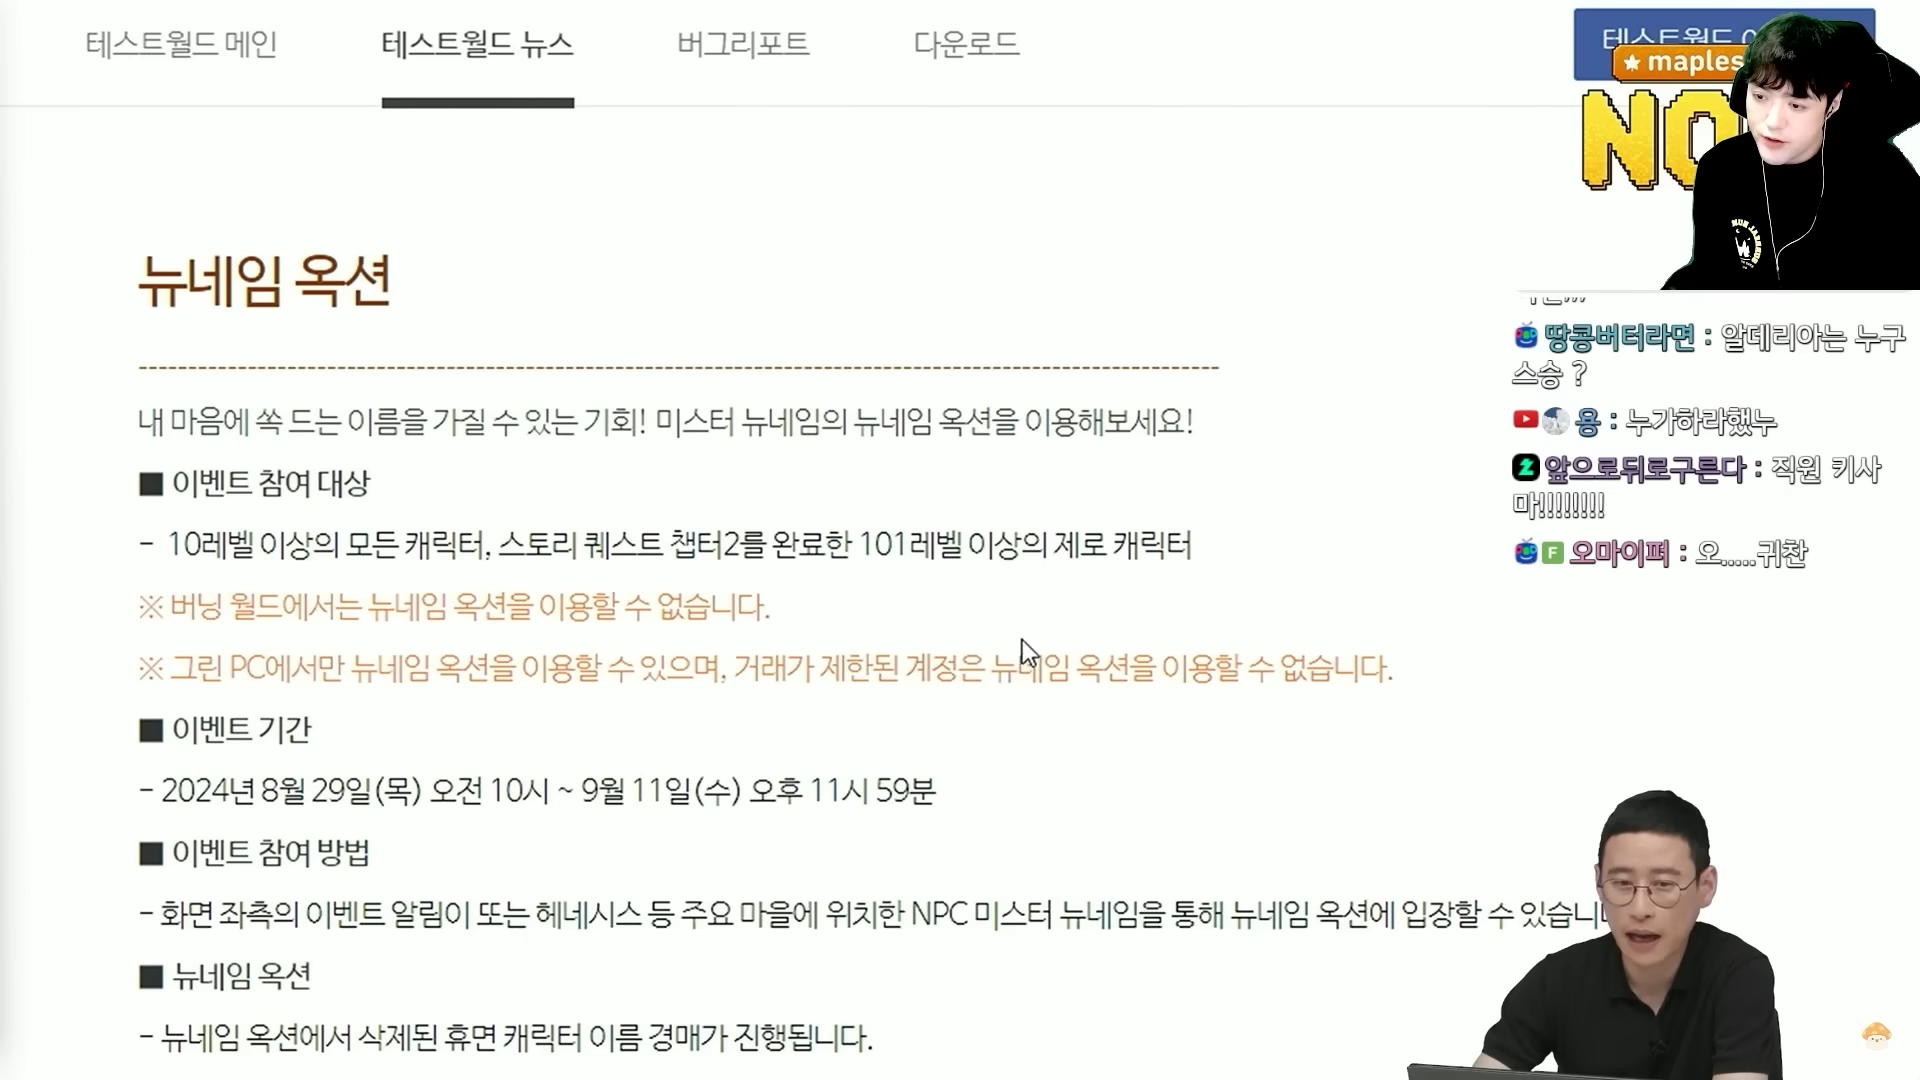 테스트월드 메인
테스트월드 뉴스
버그리포트
다운로드
테스트월드
maples
NO
뉴네임 옥션
내 마음에 쏙 드는 이름을 가질 수 있는 기회! 미스터 뉴네임의 뉴네임 옥션을 이용해보세요!
■ 이벤트 참여 대상
- 10레벨 이상의 모든 캐릭터, 스토리 퀘스트 챕터2를 완료한 101레벨 이상의 제로 캐릭터
※ 버닝 월드에서는 뉴네임 옥션을 이용할 수 없습니다.
※ 그린 PC에서만 뉴네임 옥션을 이용할 수 있으며, 거래가 제한된 계정은 뉴네임 옥션을 이용할 수 없습니다.
■ 이벤트 기간
- 2024년 8월 29일(목) 오전 10시 ~ 9월 11일(수) 오후 11시 59분
■ 이벤트 참여 방법
- 화면 좌측의 이벤트 알림이 또는 헤네시스 등 주요 마을에 위치한 NPC 미스터 뉴네임을 통해 뉴네임 옥션에 입장할 수 있습니
■ 뉴네임 옥션
- 뉴네임 옥션에서 삭제된 휴면 캐릭터 이름 경매가 진행됩니다.
땅콩버터라면 : 알데리아는 누구
스승 ?
용 : 누가하라했누
앞으로뒤로구른다 : 직원 키사
마!!!!!!!!!
F 오마이펴 : 오.....귀찬